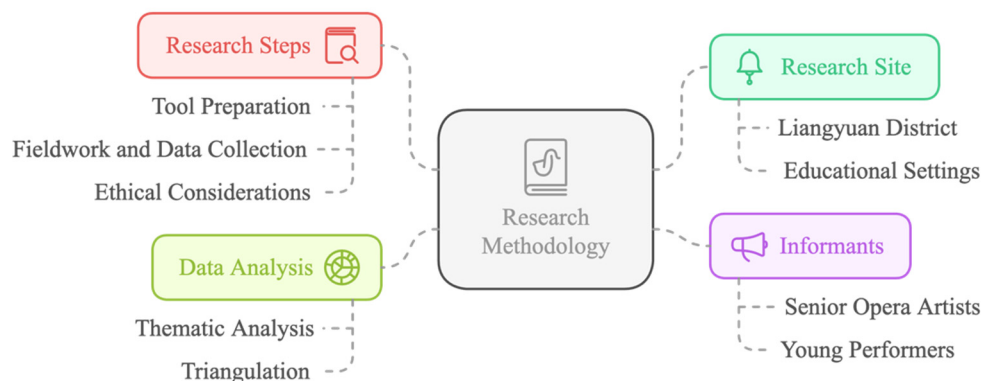 Research Steps
Tool Preparation
Fieldwork and Data Collection
Ethical Considerations
Data Analysis
Thematic Analysis
Triangulation
Research
Methodology
Research Site
Liangyuan District
Educational Settings
Informants
Senior Opera Artists
Young Performers